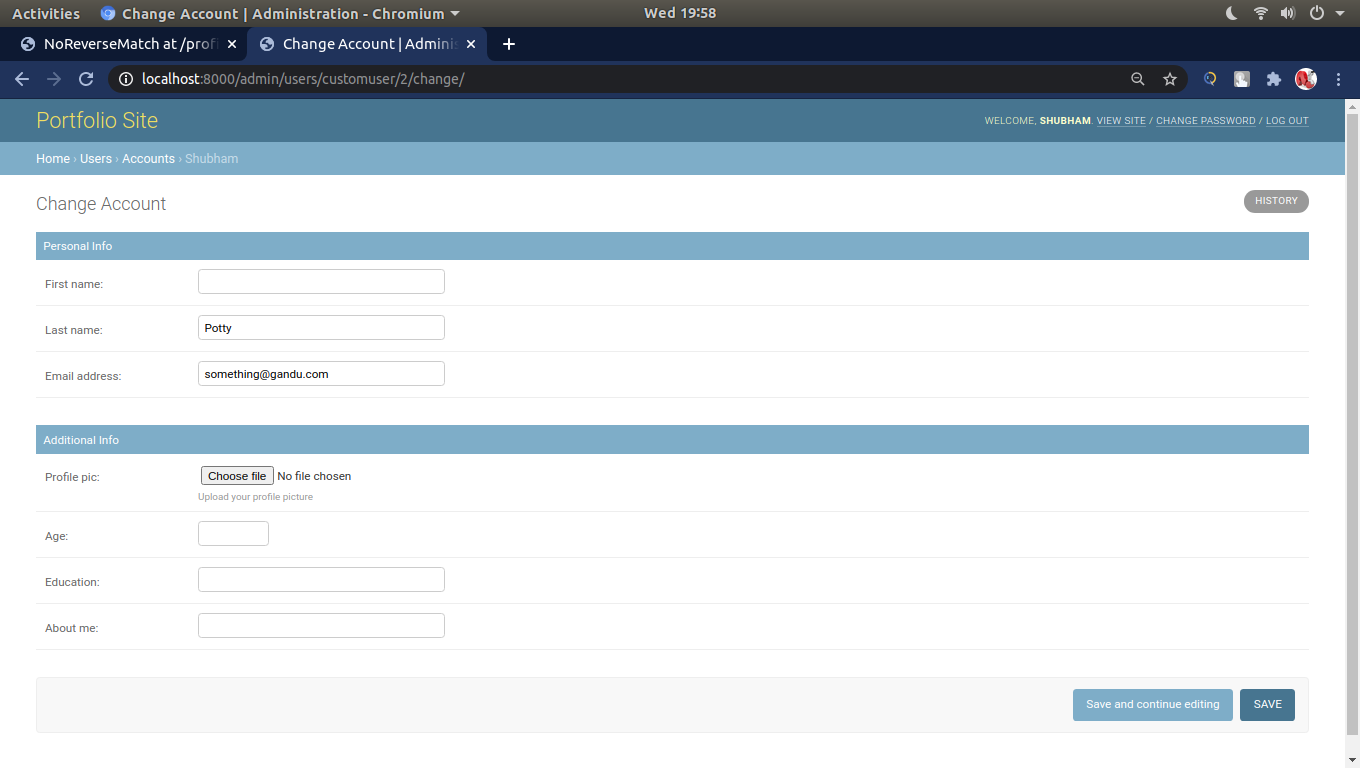 Activities Change Account | Administration - Chromium Wed 19:58
NoReverseMatch at /prof Change Account | Adminis
localhost:8000/admin/users/customuser/2/change/
Portfolio Site WELCOME, SHUBHAM. VIEW SITE / CHANGE PASSWORD / LOG OUT
Home › Users › Accounts › Shubham
Change Account HISTORY
Personal Info
First name:
Last name: Potty
Email address: something@gandu.com
Additional Info
Profile pic: Choose file No file chosen
Upload your profile picture
Age:
Education:
About me:
Save and continue editing SAVE